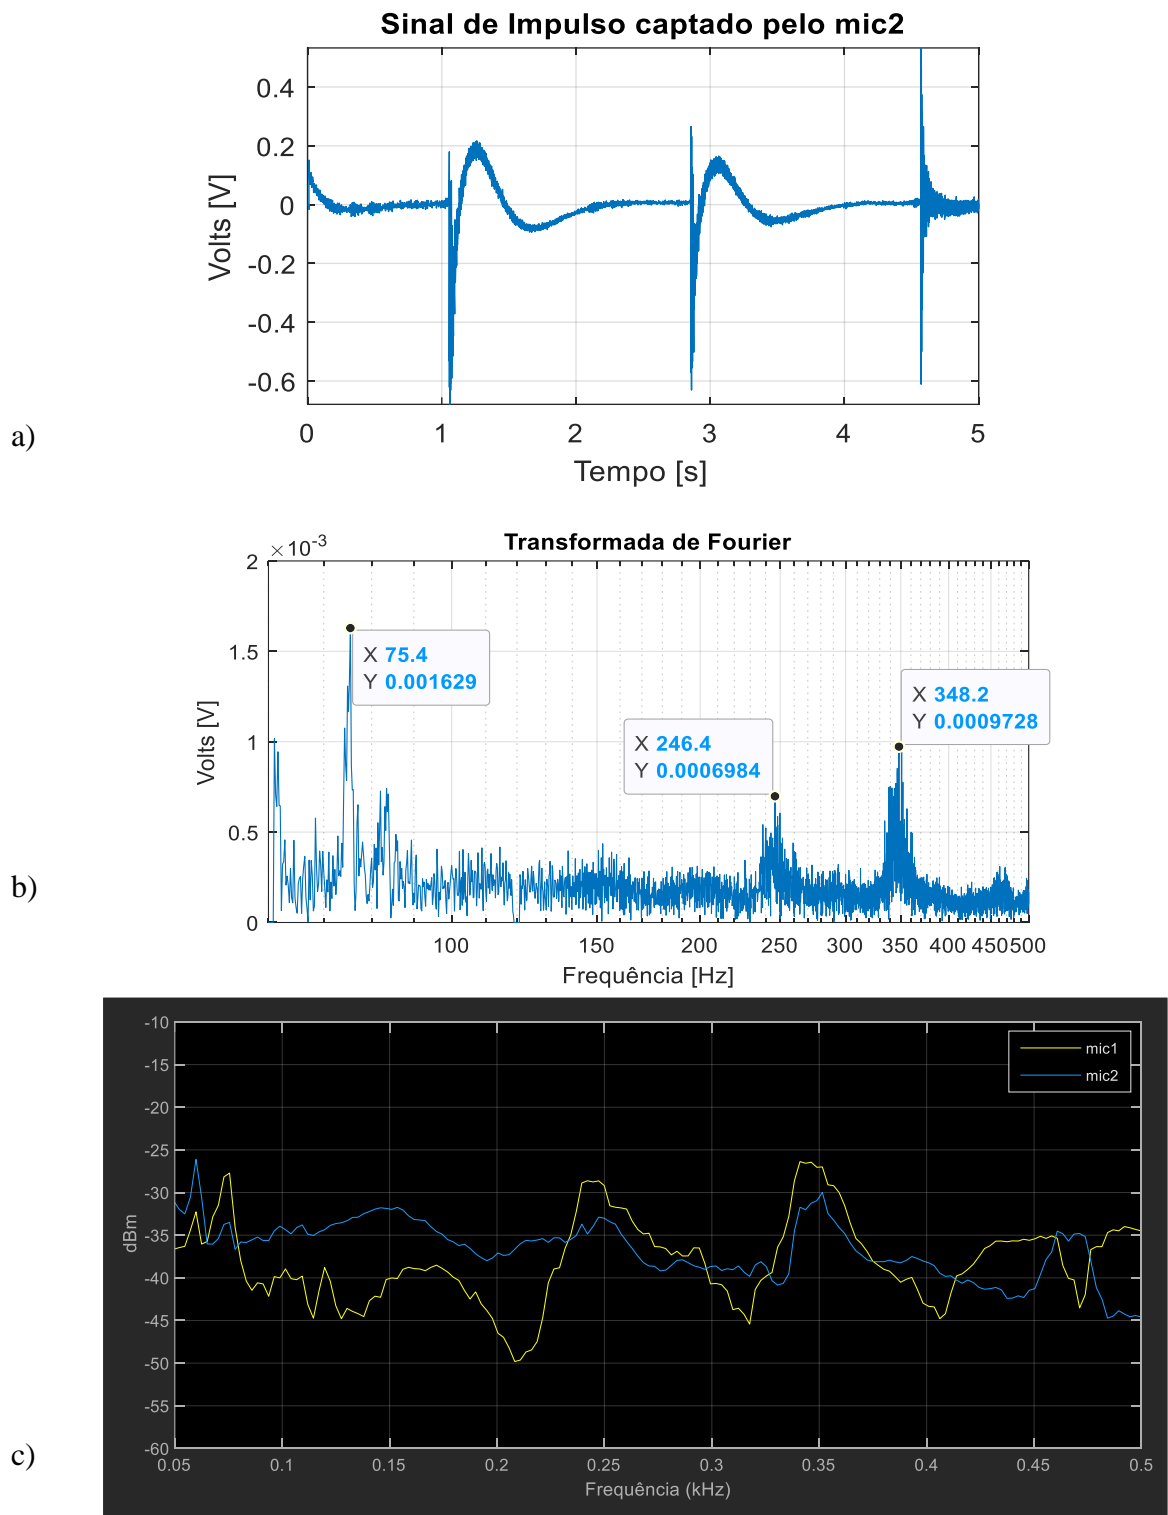 Sinal de Impulso captado pelo mic2
0.4
0.2
0
-0.2
-0.4
-0.6
Volts [V]
0 1 2 3 4 5
Tempo [s]
a)
Transformada de Fourier
×10-3
2
1.5
1
0.5
0
Volts [V]
X 75.4
Y 0.001629
X 246.4
Y 0.0006984
X 348.2
Y 0.0009728
100 150 200 250 300 350 400 450500
Frequência [Hz]
b)
-10
-15
-20
-25
-30
-35
-40
-45
-50
-55
-60
dBm
mic1
mic2
0.05 0.1 0.15 0.2 0.25 0.3 0.35 0.4 0.45 0.5
Frequência (kHz)
c)